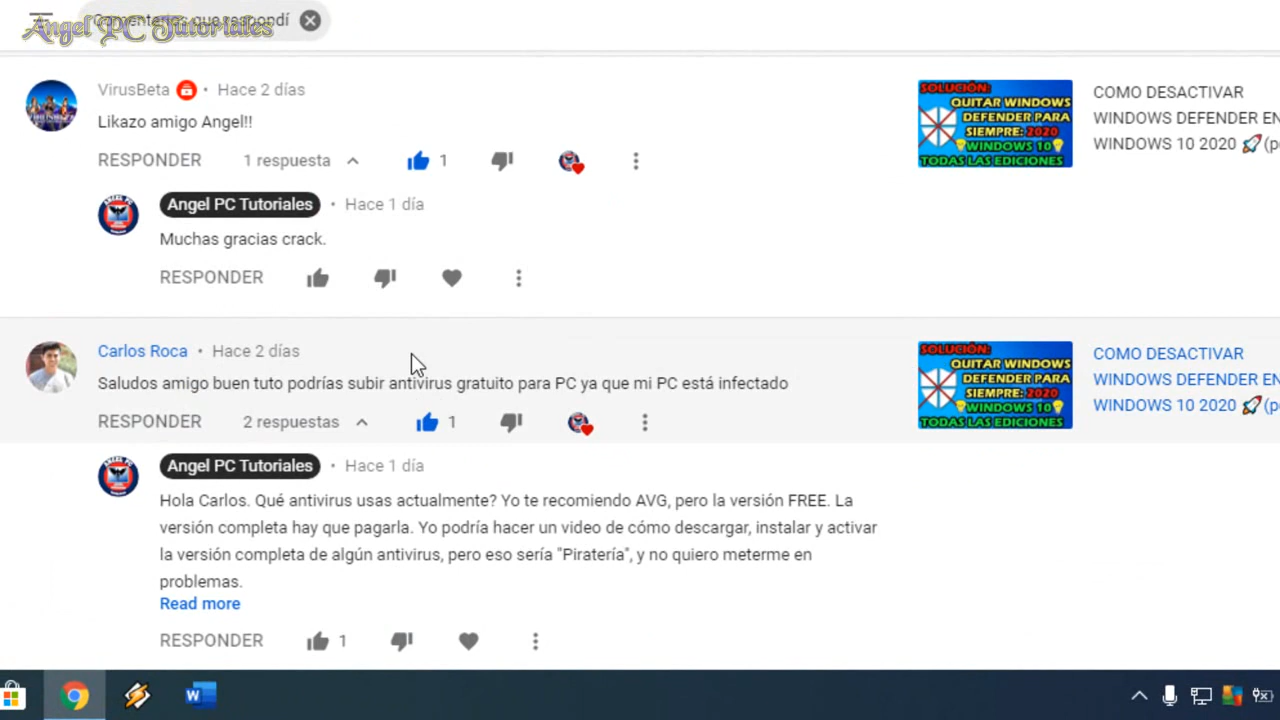 Comentarios que respondí
Angel PC Tutoriales
VirusBeta • Hace 2 días
Likazo amigo Angel!!
RESPONDER 1 respuesta 1
SOLUCIÓN:
QUITAR WINDOWS
DEFENDER PARA
SIEMPRE: 2020
WINDOWS 10
TODAS LAS EDICIONES
COMO DESACTIVAR
WINDOWS DEFENDER EN
WINDOWS 10 2020 🚀(p
Angel PC Tutoriales • Hace 1 día
Muchas gracias crack.
RESPONDER
Carlos Roca • Hace 2 días
Saludos amigo buen tuto podrías subir antivirus gratuito para PC ya que mi PC está infectado
RESPONDER 2 respuestas 1
SOLUCIÓN:
QUITAR WINDOWS
DEFENDER PARA
SIEMPRE: 2020
WINDOWS 10
TODAS LAS EDICIONES
COMO DESACTIVAR
WINDOWS DEFENDER EN
WINDOWS 10 2020 🚀(p
Angel PC Tutoriales • Hace 1 día
Hola Carlos. Qué antivirus usas actualmente? Yo te recomiendo AVG, pero la versión FREE. La
versión completa hay que pagarla. Yo podría hacer un video de cómo descargar, instalar y activar
la versión completa de algún antivirus, pero eso sería "Piratería", y no quiero meterme en
problemas.
Read more
RESPONDER 1
W